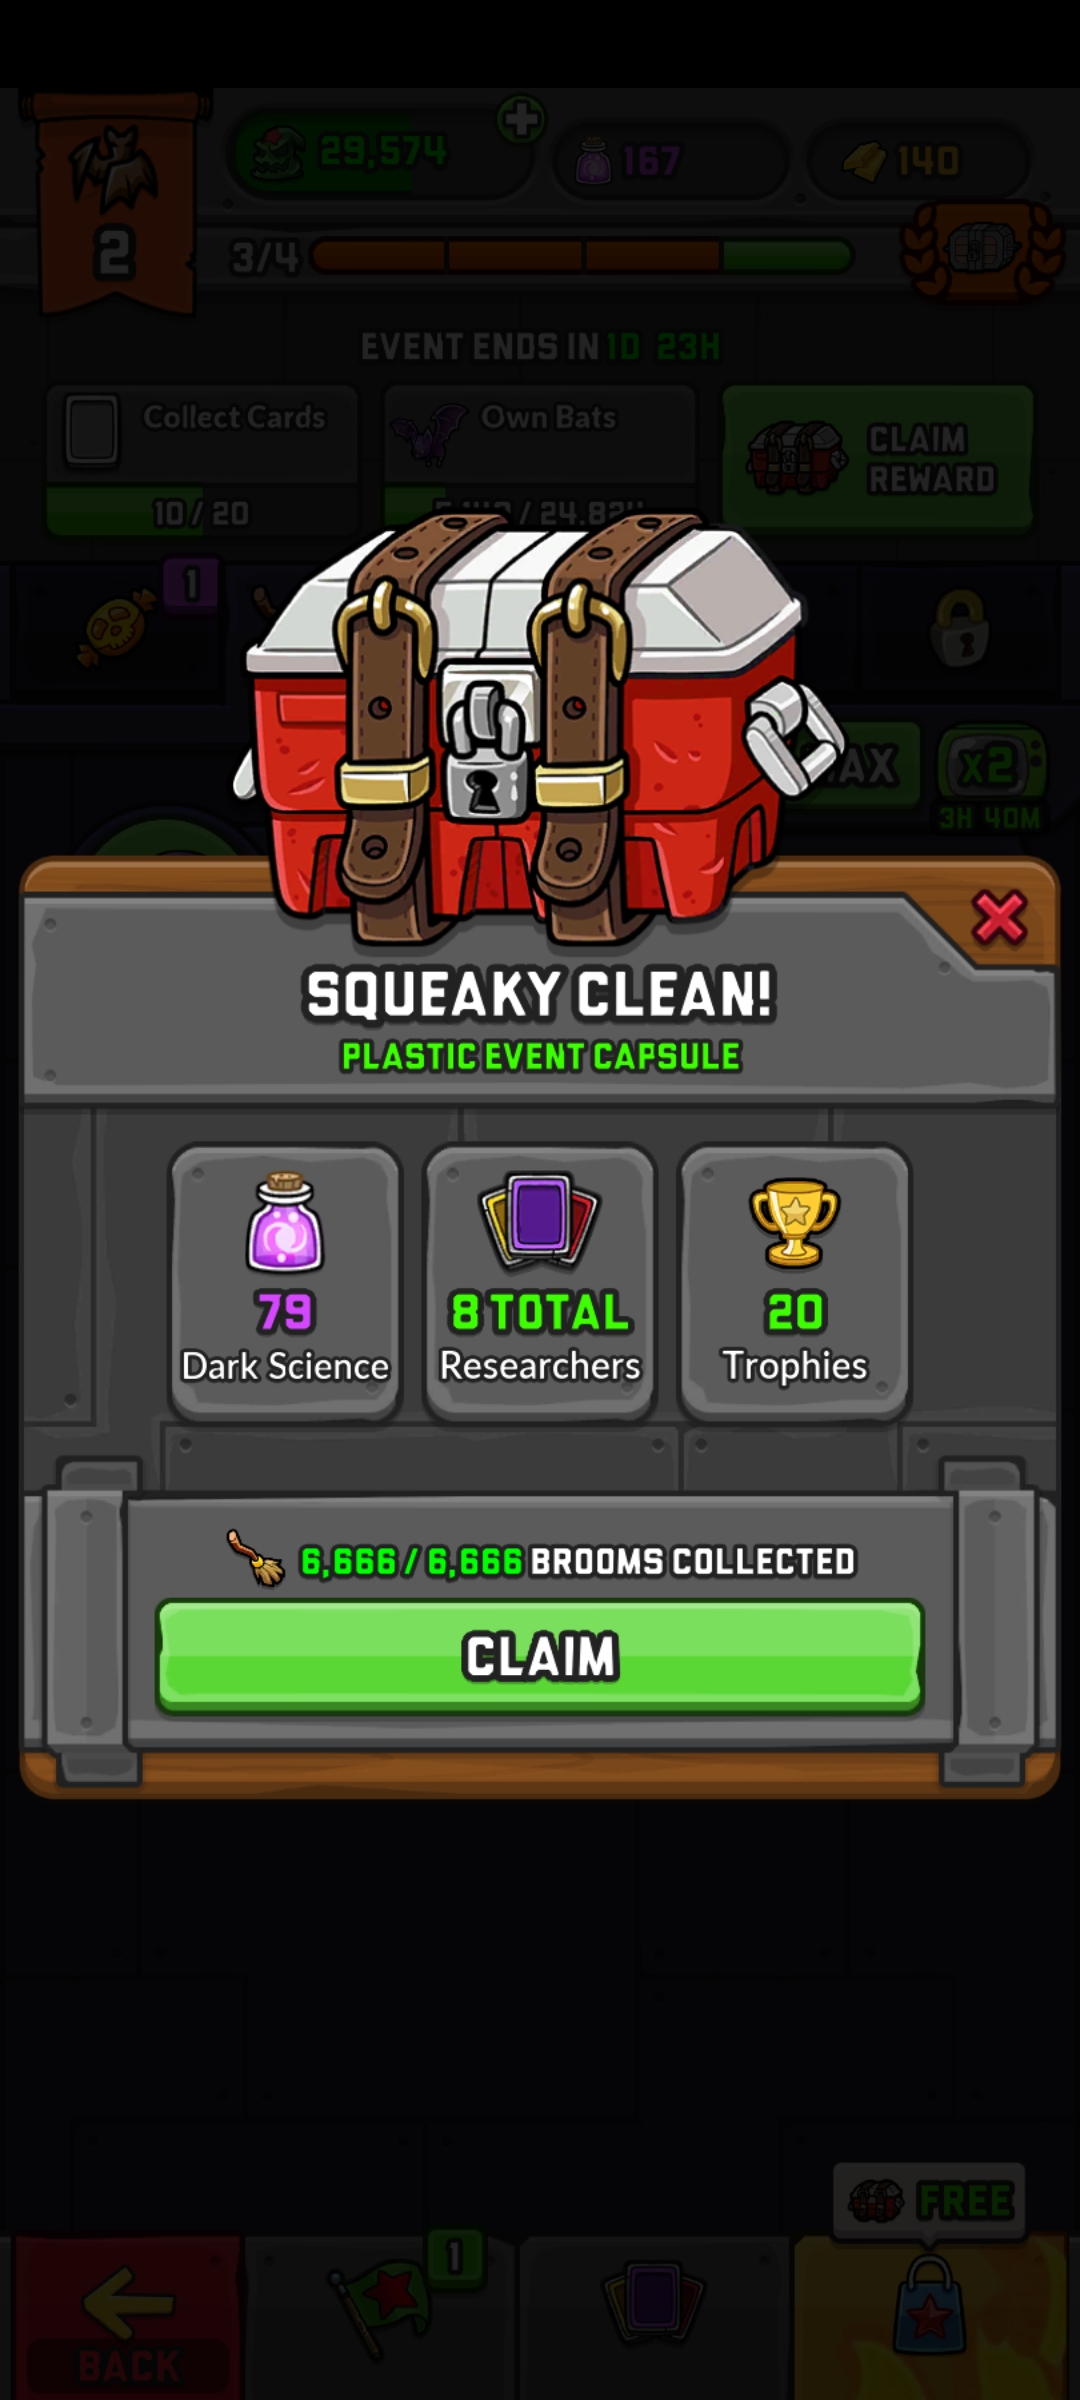 29,574
167
140
2
3/4
EVENT ENDS IN 1D 23H
Collect Cards
Own Bats
CLAIM
REWARD
10 / 20
1
x2
3H 40M
SQUEAKY CLEAN!
PLASTIC EVENT CAPSULE
79
Dark Science
8 TOTAL
Researchers
20
Trophies
6,666 / 6,666 BROOMS COLLECTED
CLAIM
FREE
1
BACK